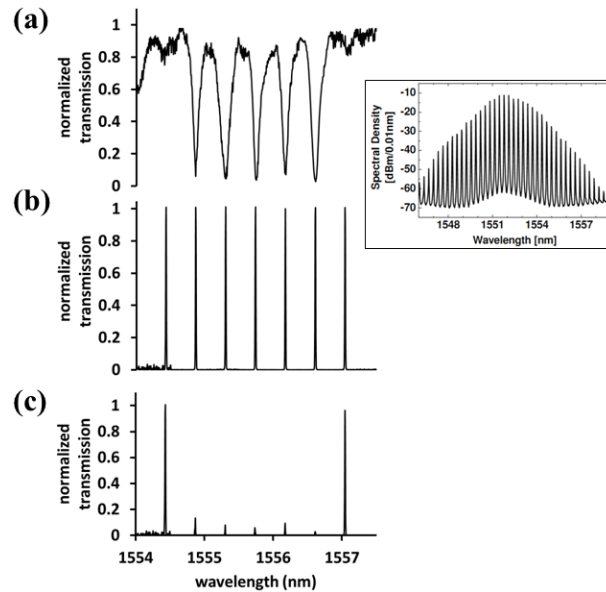 (a)
normalized
transmission
1
0.8
0.6
0.4
0.2
0
Spectral Density
[dBm/0.01nm]
-10
-20
-30
-40
-50
-60
-70
1548 1551 1554 1557
Wavelength [nm]
(b)
normalized
transmission
1
0.8
0.6
0.4
0.2
0
(c)
normalized
transmission
1
0.8
0.6
0.4
0.2
0
1554 1555 1556 1557
wavelength (nm)